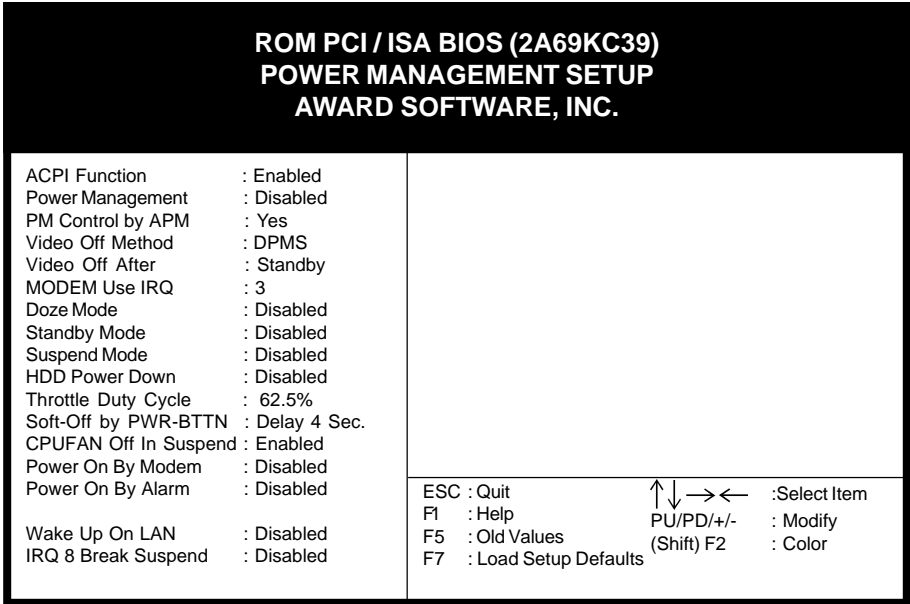 ROM PCI / ISA BIOS (2A69KC39)
POWER MANAGEMENT SETUP
AWARD SOFTWARE, INC.
ACPI Function : Enabled
Power Management : Disabled
PM Control by APM : Yes
Video Off Method : DPMS
Video Off After : Standby
MODEM Use IRQ : 3
Doze Mode : Disabled
Standby Mode : Disabled
Suspend Mode : Disabled
HDD Power Down : Disabled
Throttle Duty Cycle : 62.5%
Soft-Off by PWR-BTTN : Delay 4 Sec.
CPUFAN Off In Suspend : Enabled
Power On By Modem : Disabled
Power On By Alarm : Disabled
Wake Up On LAN : Disabled
IRQ 8 Break Suspend : Disabled
ESC : Quit
F1 : Help
F5 : Old Values
F7 : Load Setup Defaults
↑↓→← :Select Item
PU/PD/+/- : Modify
(Shift) F2 : Color